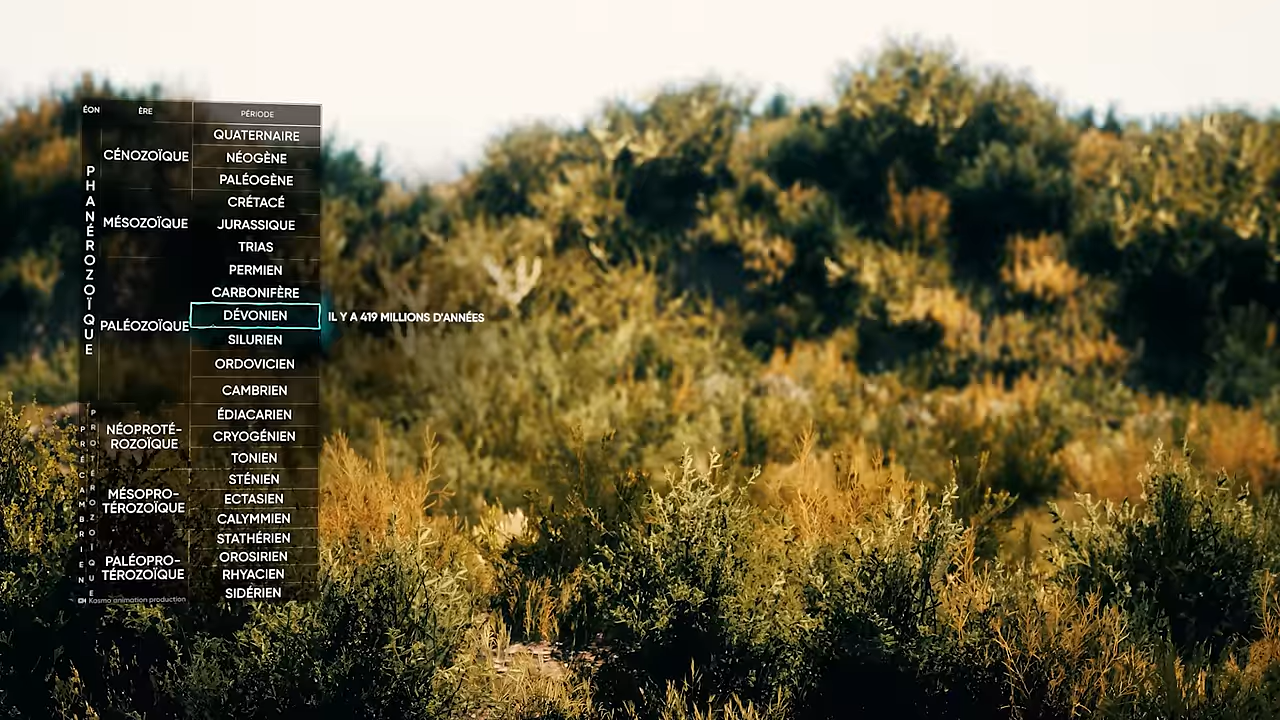 ÉON ÈRE PÉRIODE
PHANÉROZOÏQUE
CÉNOZOÏQUE
QUATERNAIRE
NÉOGÈNE
PALÉOGÈNE
MÉSOZOÏQUE
CRÉTACÉ
JURASSIQUE
TRIAS
PALÉOZOÏQUE
PERMIEN
CARBONIFÈRE
DÉVONIEN IL Y A 419 MILLIONS D'ANNÉES
SILURIEN
ORDOVICIEN
CAMBRIEN
PRÉCAMBRIEN
PROTÉROZOÏQUE
NÉOPROTÉ-
ROZOÏQUE
ÉDIACARIEN
CRYOGÉNIEN
TONIEN
MÉSOPRO-
TÉROZOÏQUE
STÉNIEN
ECTASIEN
CALYMMIEN
PALÉOPRO-
TÉROZOÏQUE
STATHÉRIEN
OROSIRIEN
RHYACIEN
SIDÉRIEN
Kosmo animation production